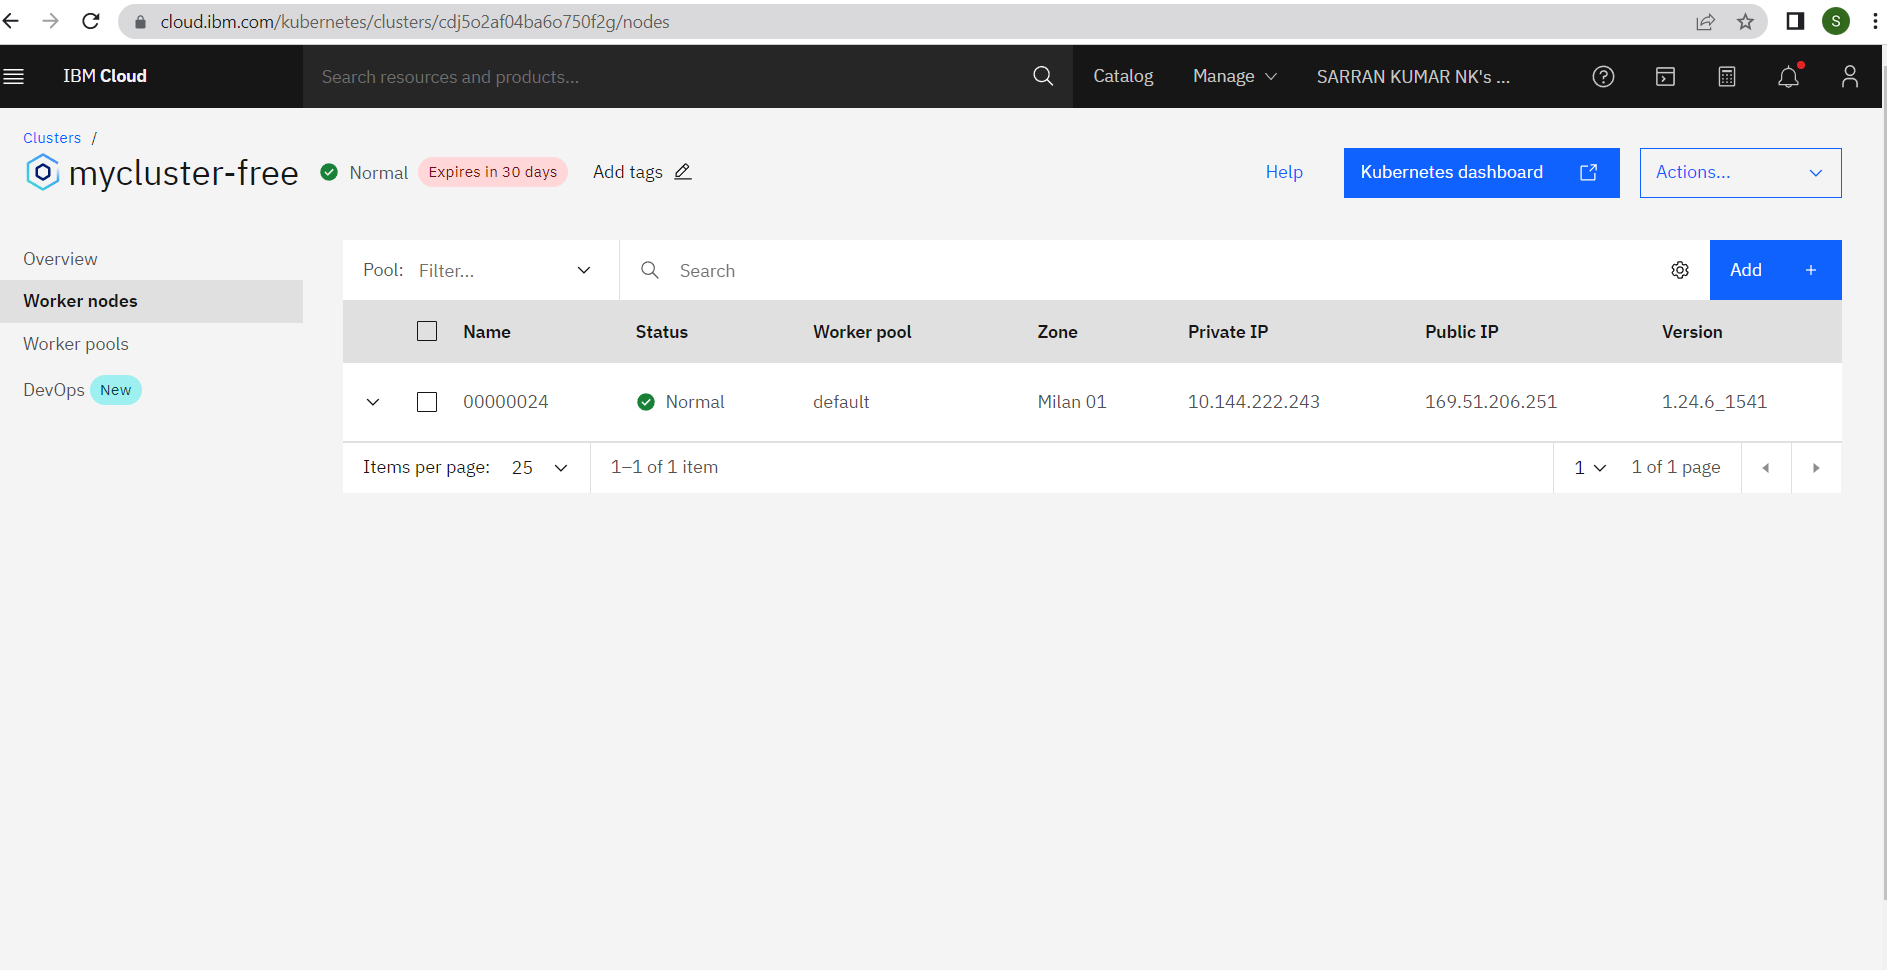 cloud.ibm.com/kubernetes/clusters/cdj5o2af04ba6o750f2g/nodes
S
IBM Cloud
Search resources and products...
Catalog
Manage
SARRAN KUMAR NK's ...
Clusters /
mycluster-free
Normal
Expires in 30 days
Add tags
Help
Kubernetes dashboard
Actions...
Overview
Worker nodes
Worker pools
DevOps New
Pool: Filter...
Search
Add +
Name Status Worker pool Zone Private IP Public IP Version
00000024 Normal default Milan 01 10.144.222.243 169.51.206.251 1.24.6_1541
Items per page: 25 1–1 of 1 item 1 1 of 1 page